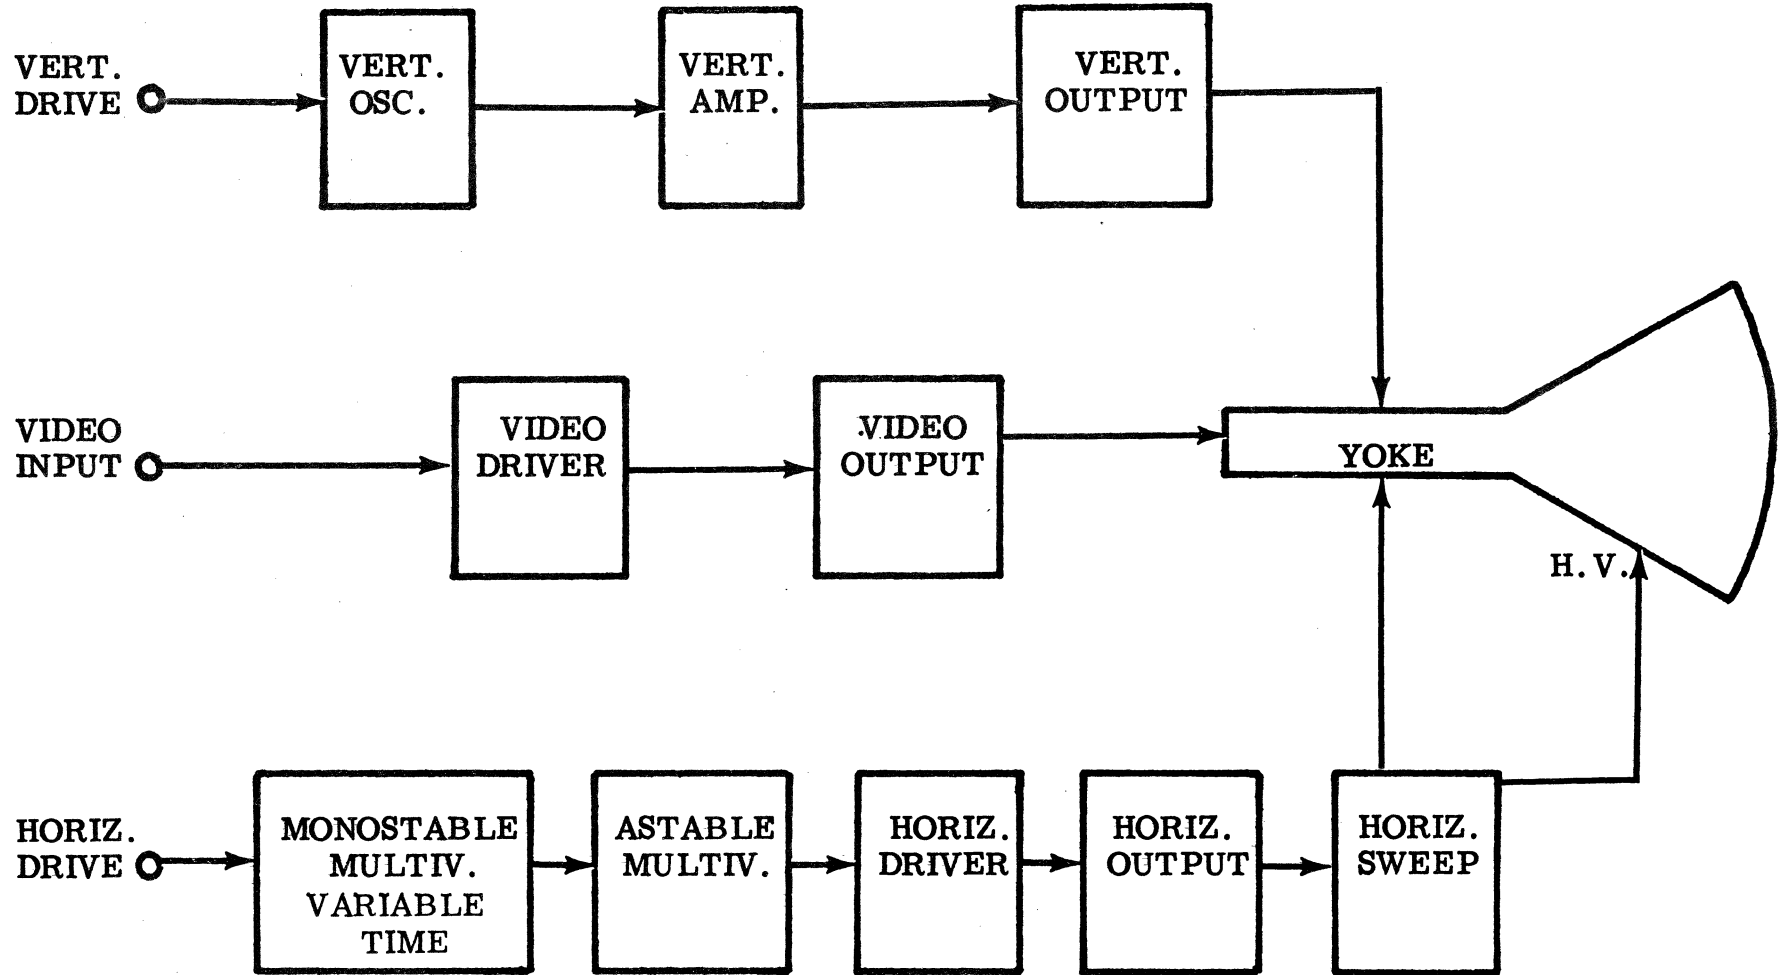 VERT.
DRIVE
VERT.
OSC.
VERT.
AMP.
VERT.
OUTPUT
VIDEO
INPUT
VIDEO
DRIVER
VIDEO
OUTPUT
YOKE
H.V.
HORIZ.
DRIVE
MONOSTABLE
MULTIV.
VARIABLE
TIME
ASTABLE
MULTIV.
HORIZ.
DRIVER
HORIZ.
OUTPUT
HORIZ.
SWEEP